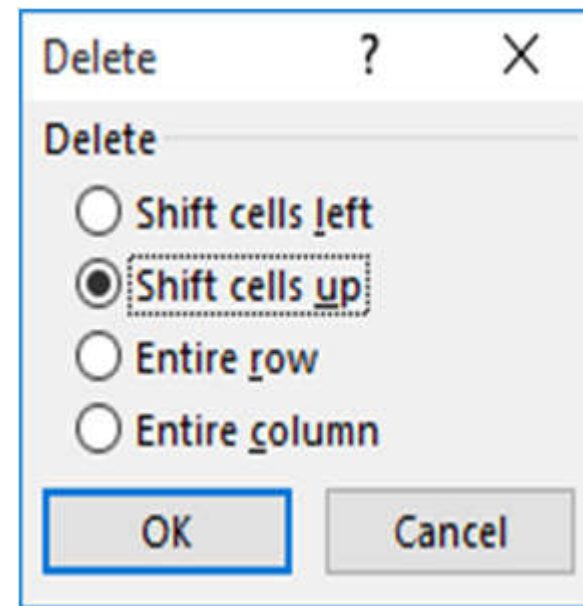 Delete ? X
Delete
Shift cells left
Shift cells up
Entire row
Entire column
OK Cancel